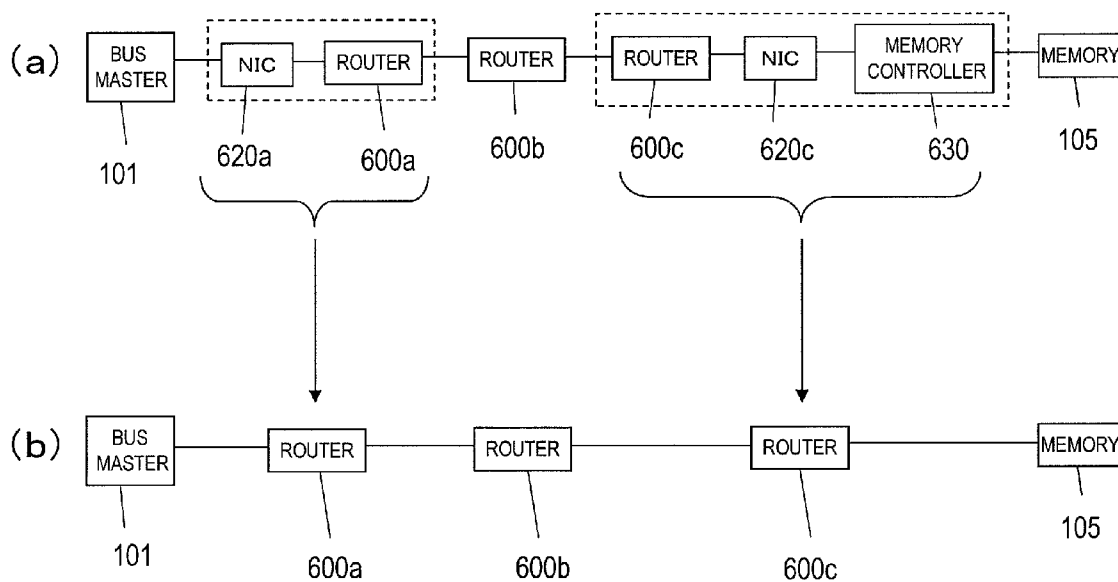 (a)
BUS
MASTER
NIC
ROUTER
ROUTER
ROUTER
NIC
MEMORY
CONTROLLER
MEMORY
101
620a
600a
600b
600c
620c
630
105
(b)
BUS
MASTER
ROUTER
ROUTER
ROUTER
MEMORY
101
600a
600b
600c
105